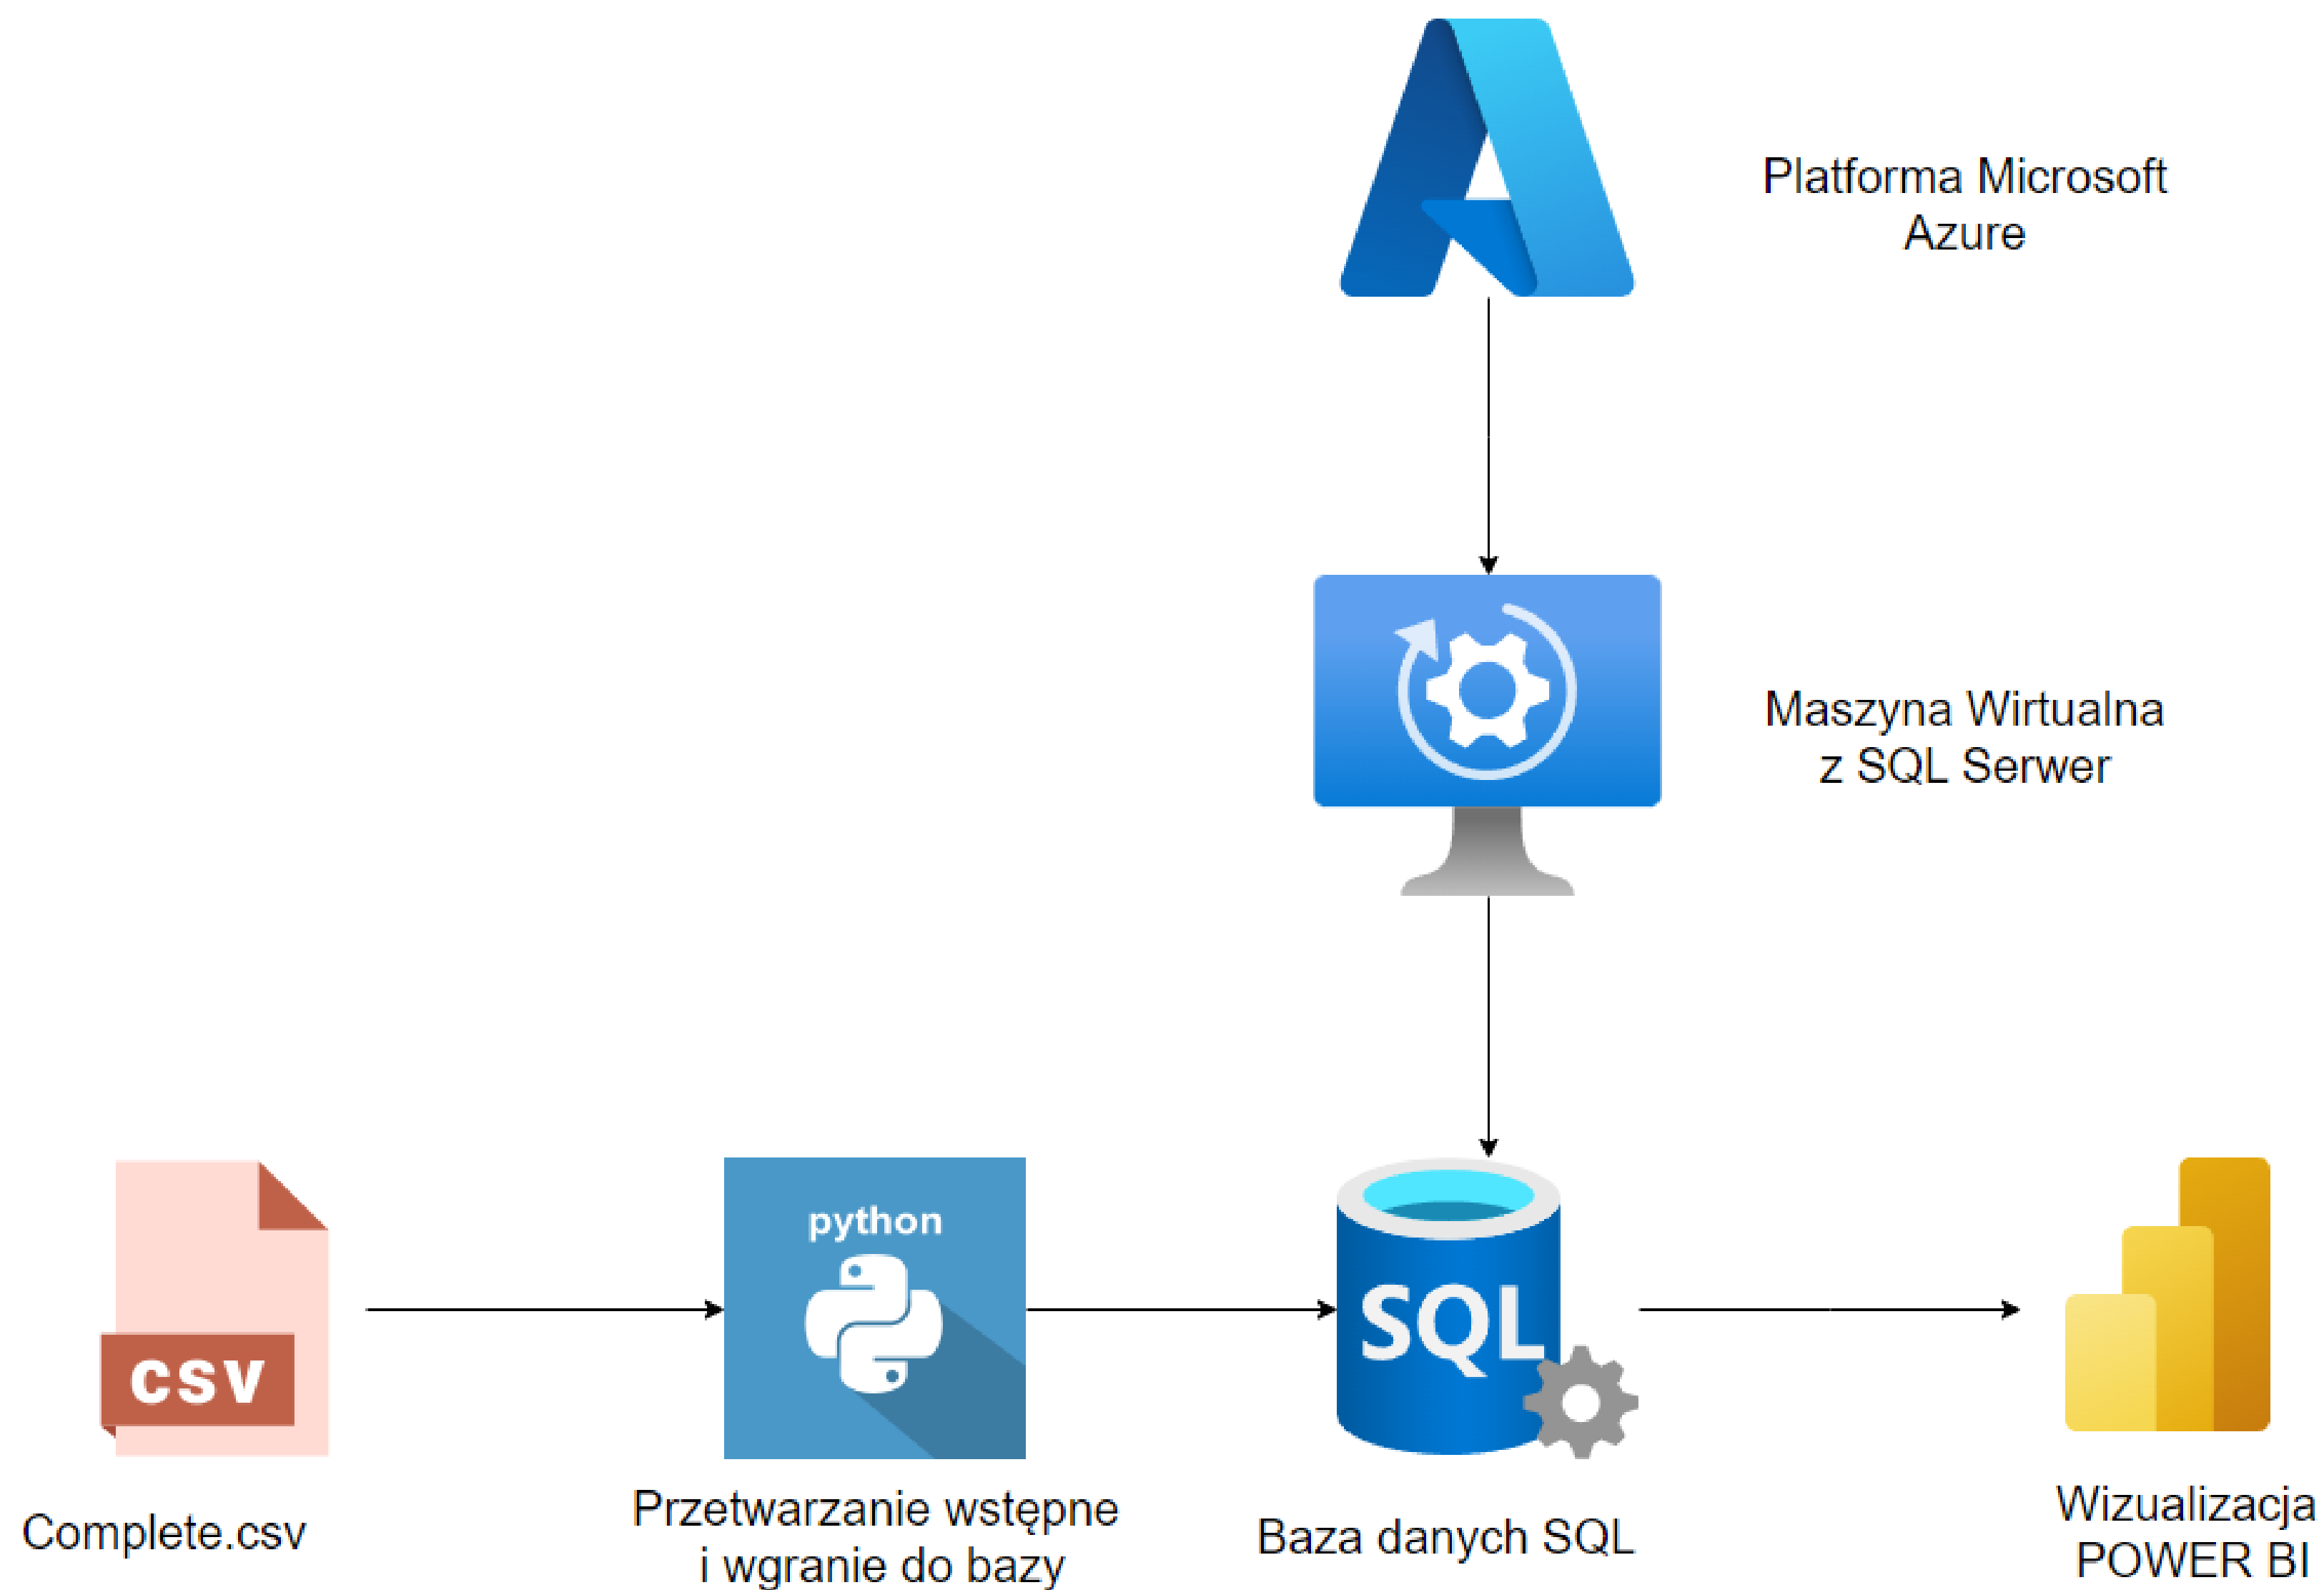 Platforma Microsoft
Azure
Maszyna Wirtualna
z SQL Serwer
csv
Complete.csv
python
Przetwarzanie wstępne
i wgranie do bazy
SQL
Baza danych SQL
Wizualizacja
POWER BI